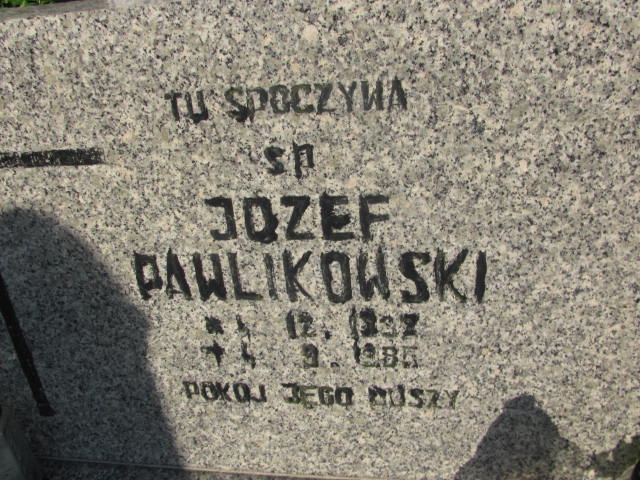 TU SPOCZYWA
SP
JOZEF
PAWLIKOWSKI
* 12.
+ 9.
POKOJ JEGO DUSZY